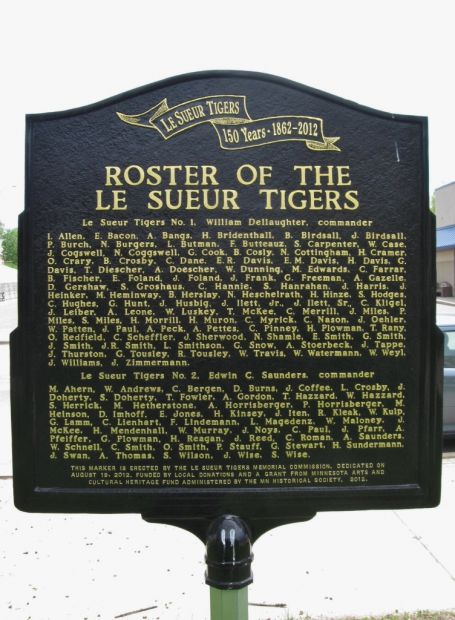 LE SUEUR TIGERS
150 YEARS · 1862-2012
ROSTER OF THE
LE SUEUR TIGERS
Le Sueur Tigers No. 1, William Dellaughter, commander
I. Allen, E. Bacon, A. Bangs, H. Bridenthall, B. Birdsall, J. Birdsall,
P. Burch, N. Burgers, L. Butman, F. Butteauz, S. Carpenter, W. Case,
J. Cogswell, N. Coggswell, G. Cook, B. Cosly, N. Cottingham, H. Cramer,
O. Crary, B. Crosby, C. Dane, E.R. Davis, E.M. Davis, H. Davis, G.
Davis, T. Diescher, A. Doescher, W. Dunning, M. Edwards, C. Farrar,
B. Fischer, E. Foland, J. Foland, J. Frank, G. Freeman, A. Gazelle,
D. Gershaw, S. Groshaus, C. Hannie, S. Hanrahan, J. Harris, J.
Heinker, M. Heminway, B. Herslay, N. Heschelrath, H. Hinze, S. Hodges,
C. Hughes, G. Hunt, J. Husbig, J. Ilett, Jr., J. Ilett, Sr., C. Kligel,
J. Leiber, A. Leone, W. Luskey, T. McKee, C. Merrill, J. Miles, P.
Miles, S. Miles, H. Morrill, H. Muron, C. Myrick, C. Nason, J. Oehler,
W. Patten, J. Paul, A. Peck, A. Pettes, C. Pinney, H. Plowman, T. Rany,
O. Redfield, C. Scheffler, J. Sherwood, N. Shamle, E. Smith, G. Smith,
J. Smith, J.R. Smith, L. Smithson, G. Snow, A. Stoerbeck, J. Tappe,
J. Thurston, G. Tousley, R. Tousley, W. Travis, W. Watermann, W. Weyl,
J. Williams, J. Zimmermann.
Le Sueur Tigers No. 2, Edwin C. Saunders, commander
M. Ahern, W. Andrews, C. Bergen, D. Burns, J. Coffee, L. Crosby, J.
Doherty, S. Doherty, T. Fowler, A. Gordon, T. Hazzard, W. Hazzard,
S. Herrick, M. Hetherstone, A. Horrisberger, P. Horrisberger, M.
Heinson, D. Imhoff, E. Jones, H. Kinsey, J. Iten, R. Kleak, W. Kulp,
G. Lamm, C. Lienhart, F. Lindemann, L. Magedenz, W. Maloney, J.
McKee, H. Mendenhall, W. Murray, J. Noys, C. Paul, J. Pfarr, A.
Pfeiffer, G. Plowman, H. Reagan, J. Reed, C. Roman, A. Saunders,
W. Schnell, C. Smith, O. Smith, P. Stauff, G. Stewart, H. Sundermann,
J. Swan, A. Thomas, S. Wilson, J. Wise, S. Wise.
THIS MARKER IS ERECTED BY THE LE SUEUR TIGERS MEMORIAL COMMISSION, DEDICATED ON
AUGUST 19, 2012. FUNDED BY LOCAL DONATIONS AND A GRANT FROM MINNESOTA ARTS AND
CULTURAL HERITAGE FUND ADMINISTERED BY THE MN HISTORICAL SOCIETY, 2012.